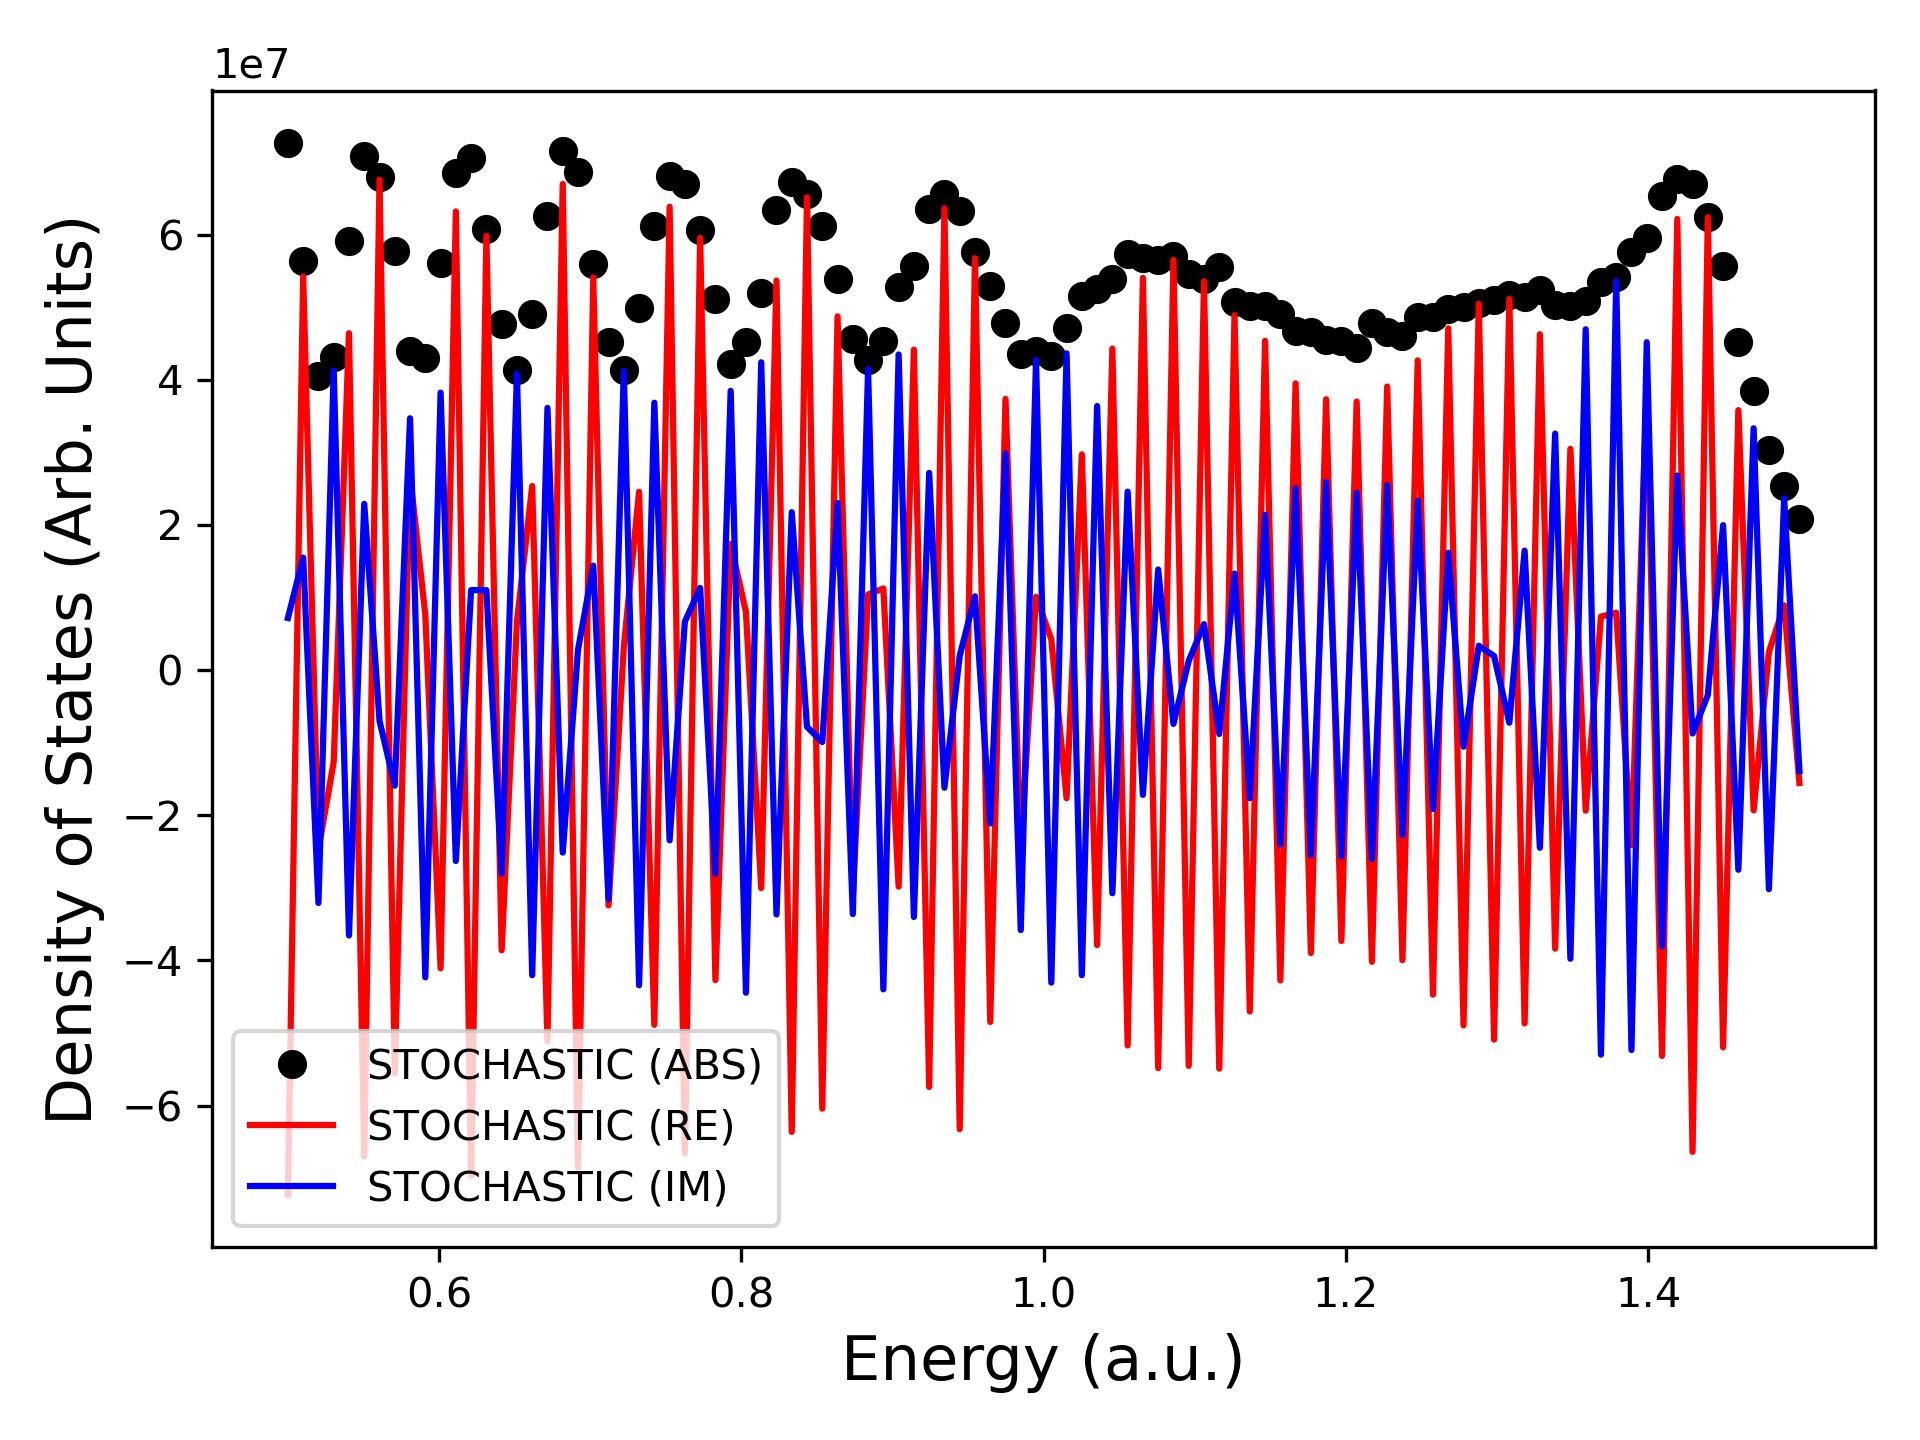 1e7
Density of States (Arb. Units)
6
4
2
0
−2
−4
−6
STOCHASTIC (ABS)
STOCHASTIC (RE)
STOCHASTIC (IM)
0.6 0.8 1.0 1.2 1.4
Energy (a.u.)